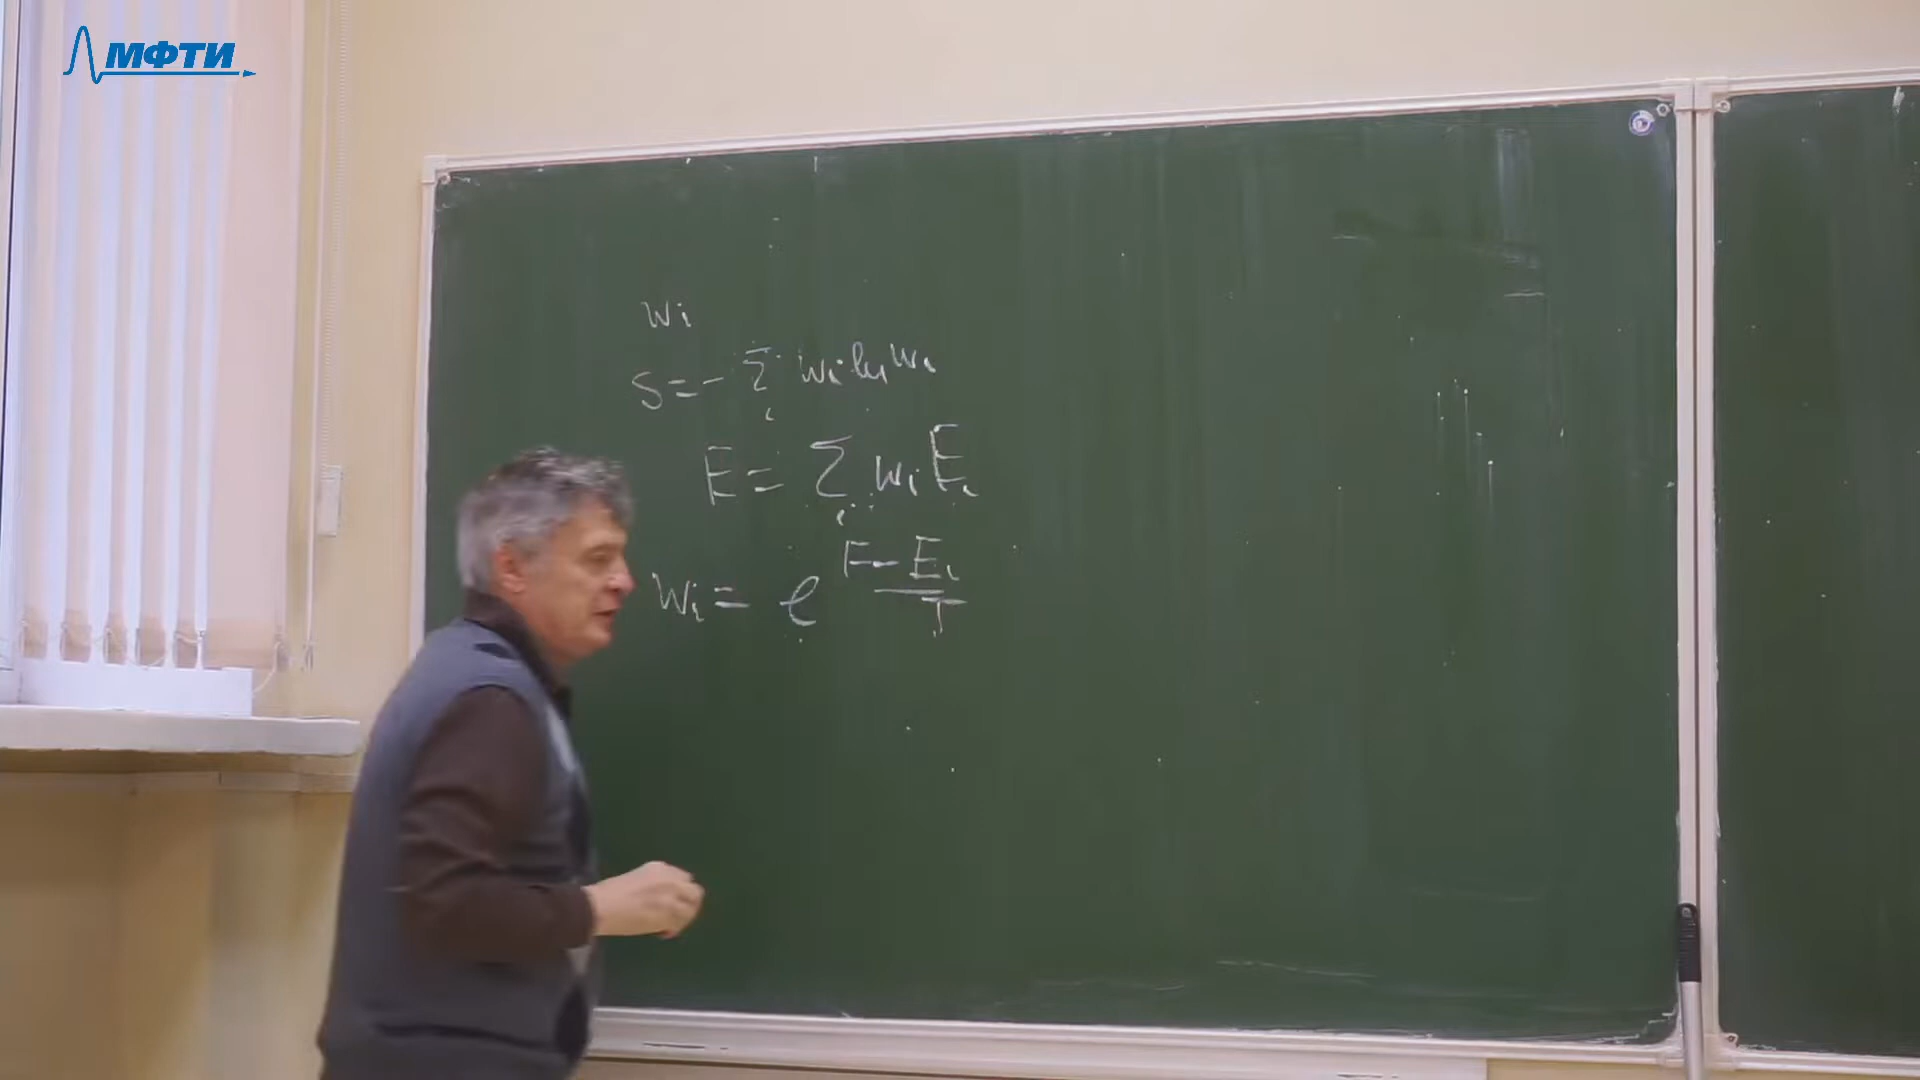 МФТИ
wi
S = - Σ wi ln wi
i
E = Σ wi Ei
i
wi = e^(F - Ei / T)